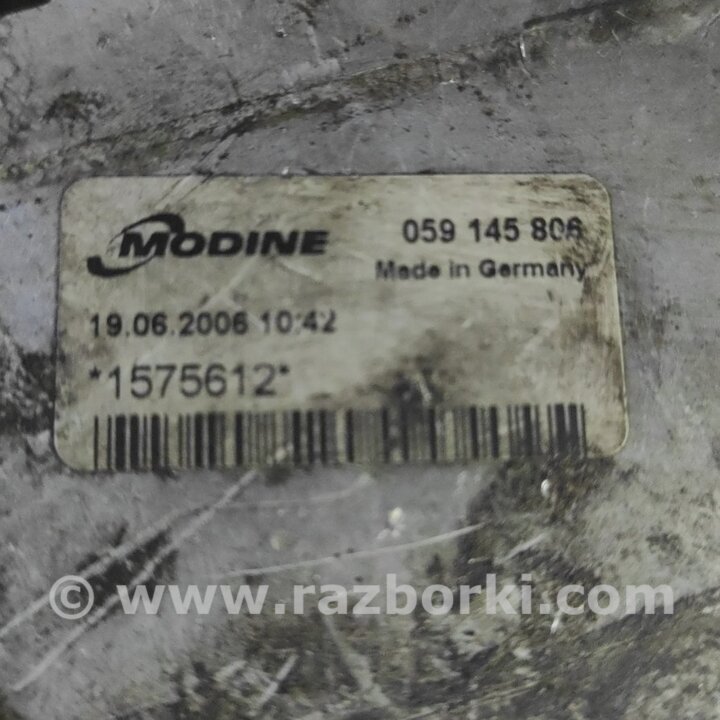 MODINE
059 145 806
Made in Germany
19.06.2006 10:42
*1575612*
© www.razborki.com